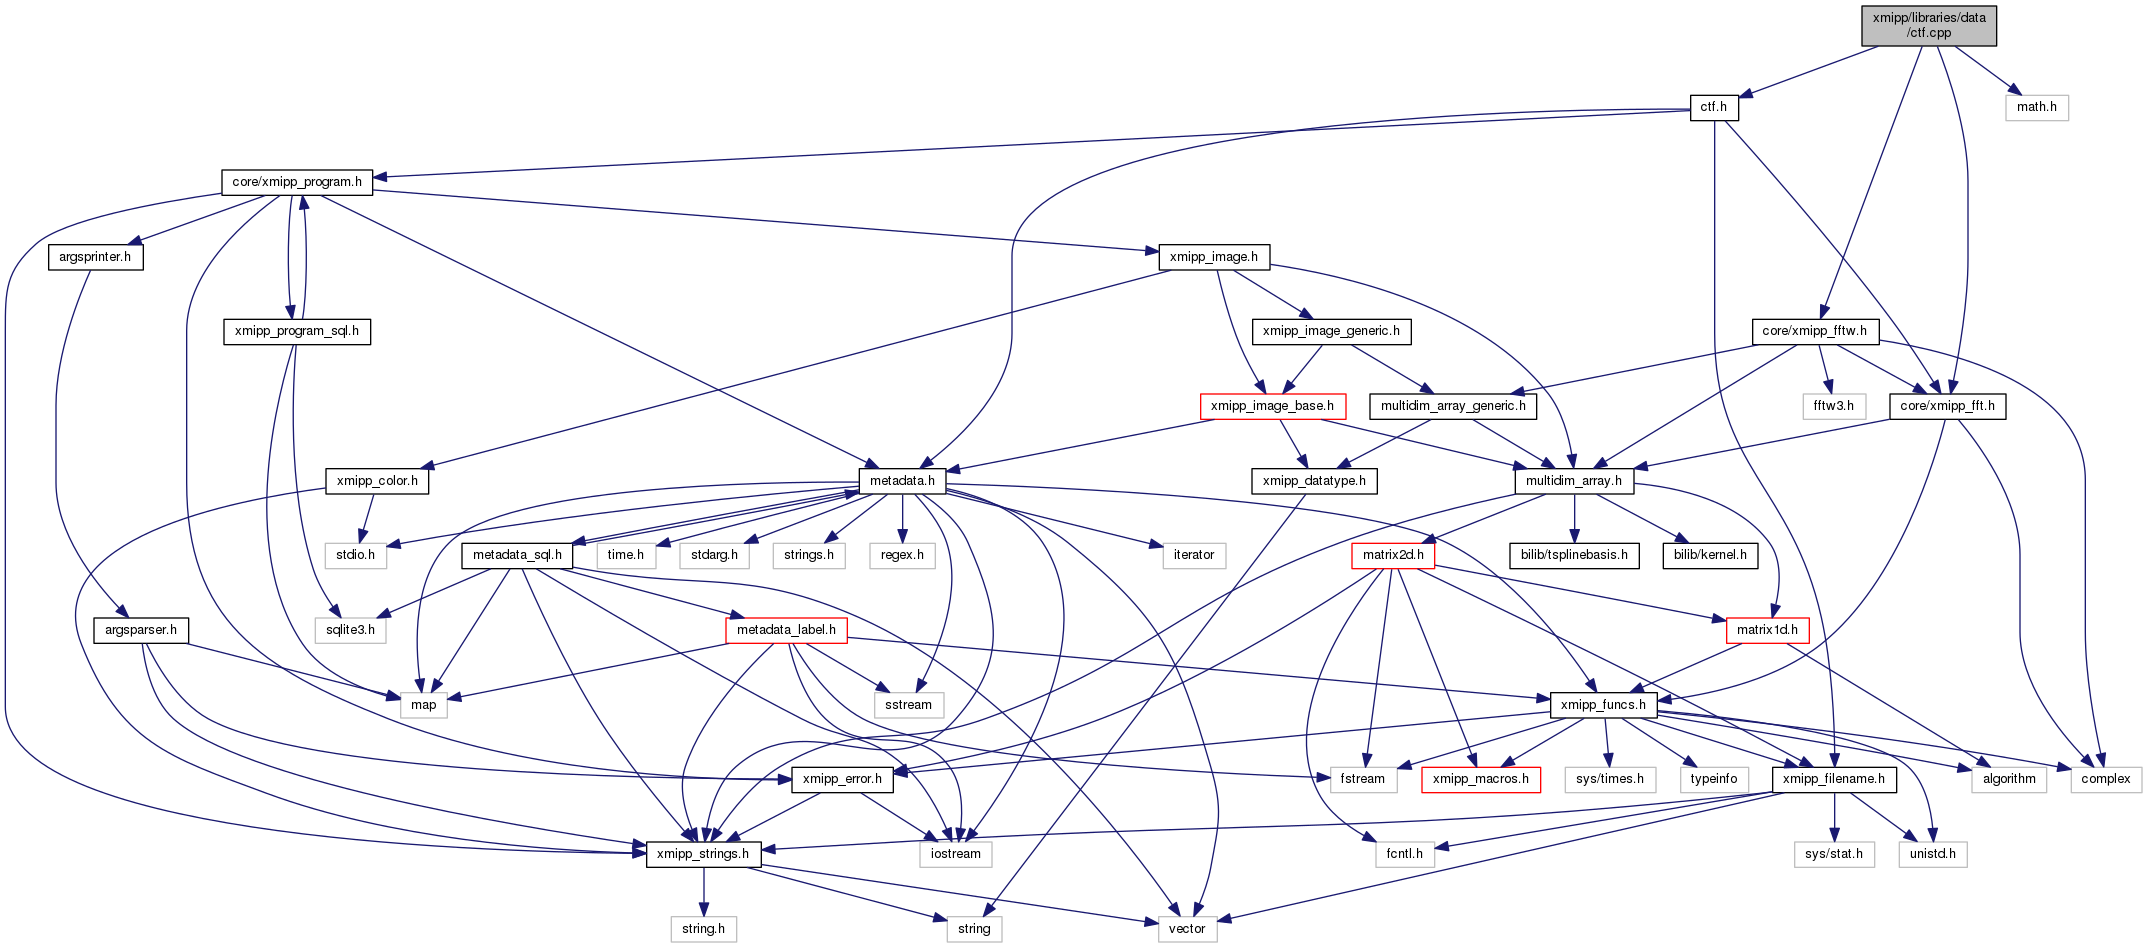 xmipp/libraries/data
/ctf.cpp
ctf.h
math.h
core/xmipp_program.h
argsprinter.h
xmipp_image.h
xmipp_program_sql.h
xmipp_image_generic.h
core/xmipp_fftw.h
xmipp_image_base.h
multidim_array_generic.h
fftw3.h
core/xmipp_fft.h
xmipp_color.h
metadata.h
xmipp_datatype.h
multidim_array.h
stdio.h
metadata_sql.h
time.h
stdarg.h
strings.h
regex.h
iterator
matrix2d.h
bilib/tsplinebasis.h
bilib/kernel.h
argsparser.h
sqlite3.h
metadata_label.h
matrix1d.h
map
sstream
xmipp_funcs.h
xmipp_error.h
fstream
xmipp_macros.h
sys/times.h
typeinfo
xmipp_filename.h
algorithm
complex
xmipp_strings.h
iostream
fcntl.h
sys/stat.h
unistd.h
string.h
string
vector